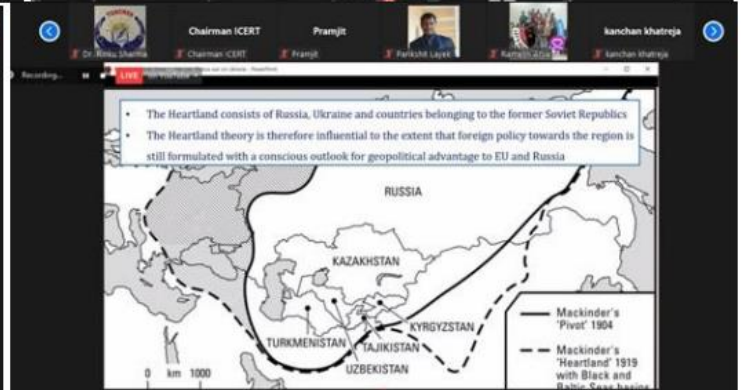 Chairman ICERT
Pramjit
kanchan khatreja
Dr. Rinku Sharma
Chairman ICERT
Pramjit
Parikshit Layek
kanchan khatreja
Recording...
LIVE
on YouTube
• The Heartland consists of Russia, Ukraine and countries belonging to the former Soviet Republics
• The Heartland theory is therefore influential to the extent that foreign policy towards the region is
still formulated with a conscious outlook for geopolitical advantage to EU and Russia
RUSSIA
KAZAKHSTAN
KYRGYZSTAN
TURKMENISTAN
TAJIKISTAN
UZBEKISTAN
0 km 1000
Mackinder's
'Pivot' 1904
Mackinder's
'Heartland' 1919
with Black and
Baltic Seas basins